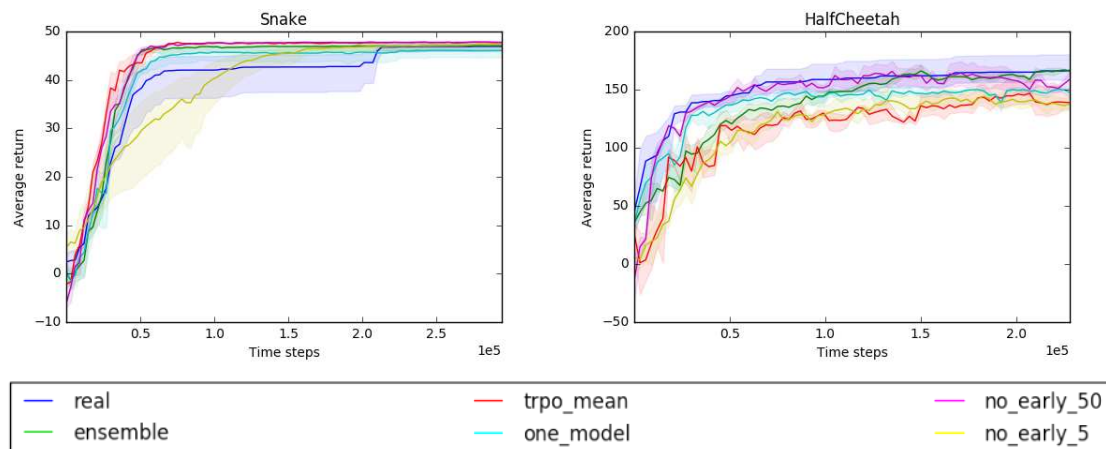 Snake
50
40
30
20
10
0
−10
Average return
0.5 1.0 1.5 2.0 2.5
1e5
Time steps
HalfCheetah
200
150
100
50
0
−50
Average return
0.5 1.0 1.5 2.0
1e5
Time steps
real trpo_mean no_early_50
ensemble one_model no_early_5